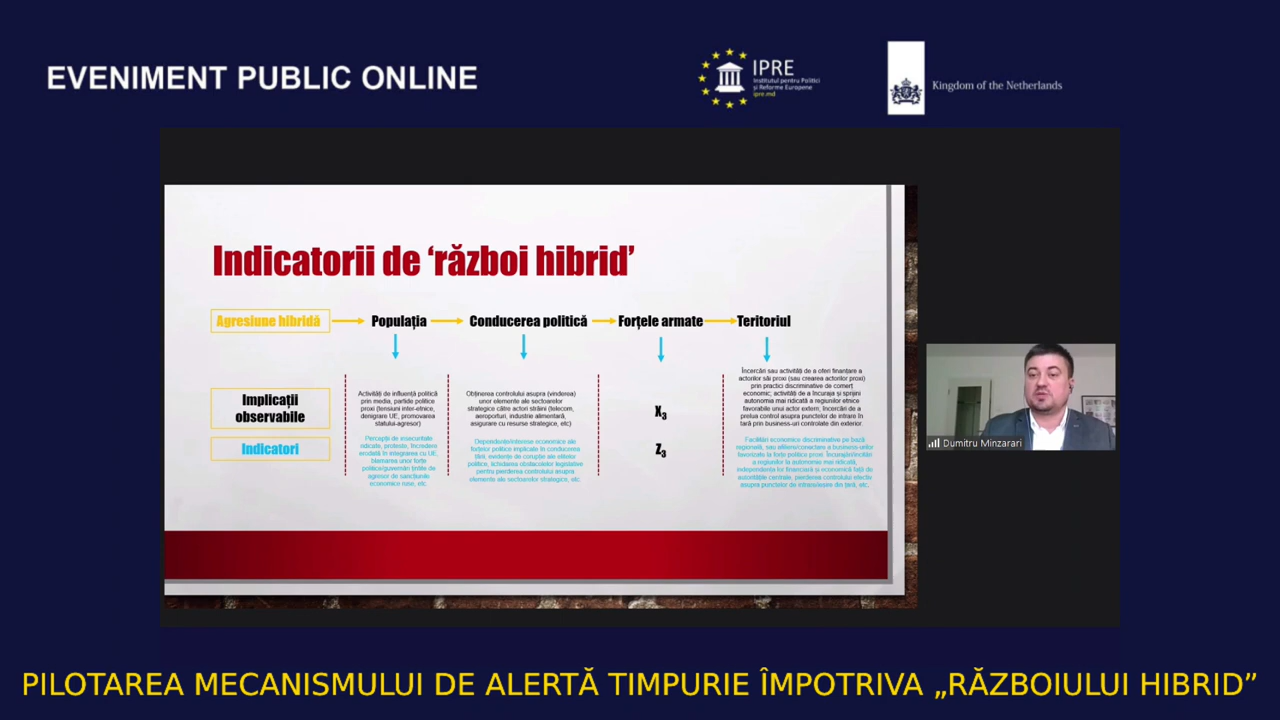 EVENIMENT PUBLIC ONLINE
IPRE
Institutul pentru Politici
și Reforme Europene
ipre.md
Kingdom of the Netherlands
Indicatorii de ‘război hibrid’
Agresiune hibridă
Populația
Conducerea politică
Forțele armate
Teritoriul
Implicații
observabile
Activități de influență politică
prin media, partide politice
proxi (tensiuni inter-etnice,
denigrare UE, promovarea
statului-agresor)
Obținerea controlului asupra (vinderea)
unor elemente ale sectoarelor
strategice către actori străini (telecom,
aeroporturi, industrie alimentară,
asigurare cu resurse strategice, etc)
X3
Încercări sau activități de a oferi finanțare a
actorilor săi proxi (sau crearea actorilor proxi)
prin practici discriminative de comerț
economic, activități de a încuraja și sprijini
autonomia mai ridicată a regiunilor etnice
favorabile unui actor extern, încercări de a
prelua control asupra punctelor de intrare în
țară prin business-uri controlate din exterior.
Indicatori
Percepții de insecuritate
ridicate, proteste, încredere
erodată în integrarea cu UE,
blamarea unor forțe
politice/guvernări țintite de
agresor de sancțiunile
economice ruse, etc
Dependențe/interese economice ale
forțelor politice implicate în conducerea
țării, evidențe de corupție ale elitelor
politice, lichidarea obstacolelor legislative
pentru pierderea controlului asupra
elemente ale sectoarelor strategice, etc.
Z3
Facilități economice discriminative pe bază
regională, sau afiliere/conectare a business-urilor
favorizate la forțe politice proxi. Încurajări/incitări
a regiunilor la autonomie mai ridicată,
independența lor financiară și economică față de
autoritățile centrale, pierderea controlului efectiv
asupra punctelor de intrare/ieșire din țară, etc.
Dumitru Minzarari
PILOTAREA MECANISMULUI DE ALERTĂ TIMPURIE ÎMPOTRIVA „RĂZBOIULUI HIBRID”